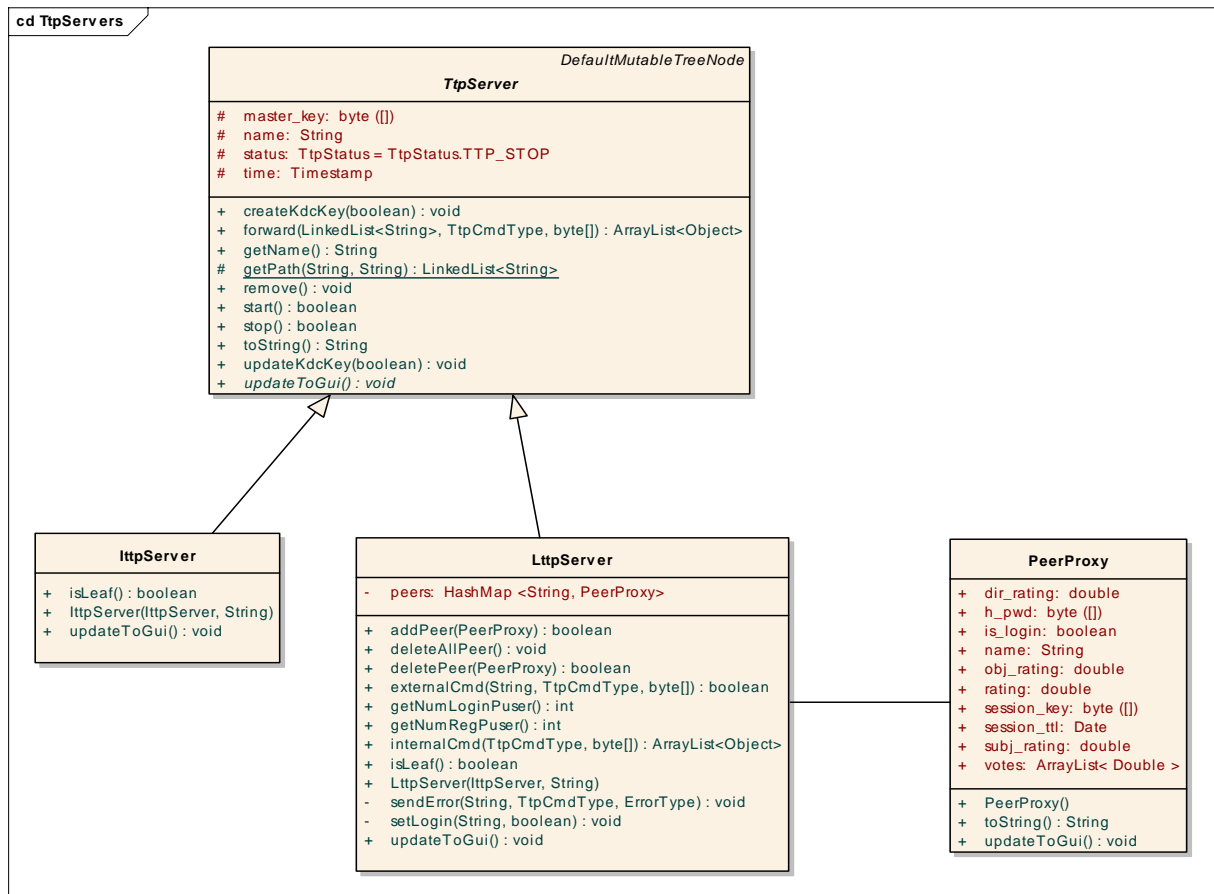 cd TtpServers
DefaultMutableTreeNode
TtpServer
# master_key: byte ([])
# name: String
# status: TtpStatus = TtpStatus.TTP_STOP
# time: Timestamp
+ createKdcKey(boolean) : void
+ forward(LinkedList<String>, TtpCmdType, byte[]) : ArrayList<Object>
+ getName() : String
# getPath(String, String) : LinkedList<String>
+ remove() : void
+ start() : boolean
+ stop() : boolean
+ toString() : String
+ updateKdcKey(boolean) : void
+ updateToGui() : void
IttpServer
+ isLeaf() : boolean
+ IttpServer(IttpServer, String)
+ updateToGui() : void
LttpServer
- peers: HashMap <String, PeerProxy>
+ addPeer(PeerProxy) : boolean
+ deleteAllPeer() : void
+ deletePeer(PeerProxy) : boolean
+ externalCmd(String, TtpCmdType, byte[]) : boolean
+ getNumLoginPuser() : int
+ getNumRegPuser() : int
+ internalCmd(TtpCmdType, byte[]) : ArrayList<Object>
+ isLeaf() : boolean
+ LttpServer(IttpServer, String)
- sendError(String, TtpCmdType, ErrorType) : void
- setLogin(String, boolean) : void
+ updateToGui() : void
PeerProxy
+ dir_rating: double
+ h_pwd: byte ([])
+ is_login: boolean
+ name: String
+ obj_rating: double
+ rating: double
+ session_key: byte ([])
+ session_ttl: Date
+ subj_rating: double
+ votes: ArrayList< Double >
+ PeerProxy()
+ toString() : String
+ updateToGui() : void